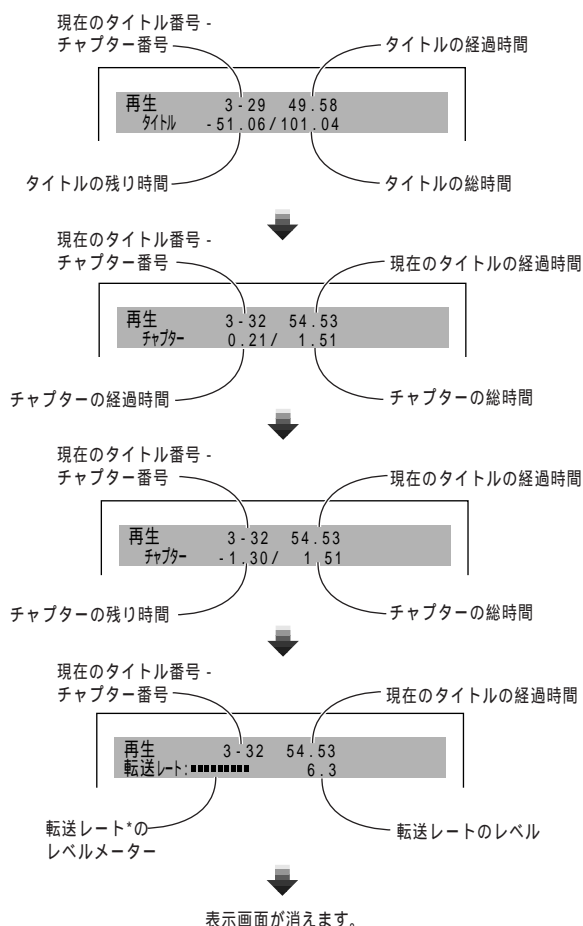 現在のタイトル番号 -
チャプター番号
タイトルの経過時間
再生 3-29 49.58
タイトル -51.06/101.04
タイトルの残り時間
タイトルの総時間
現在のタイトル番号 -
チャプター番号
現在のタイトルの経過時間
再生 3-32 54.53
チャプター 0.21/ 1.51
チャプターの経過時間
チャプターの総時間
現在のタイトル番号 -
チャプター番号
現在のタイトルの経過時間
再生 3-32 54.53
チャプター -1.30/ 1.51
チャプターの残り時間
チャプターの総時間
現在のタイトル番号 -
チャプター番号
現在のタイトルの経過時間
再生 3-32 54.53
転送レート: 6.3
転送レート*の
レベルメーター
転送レートのレベル
表示画面が消えます。